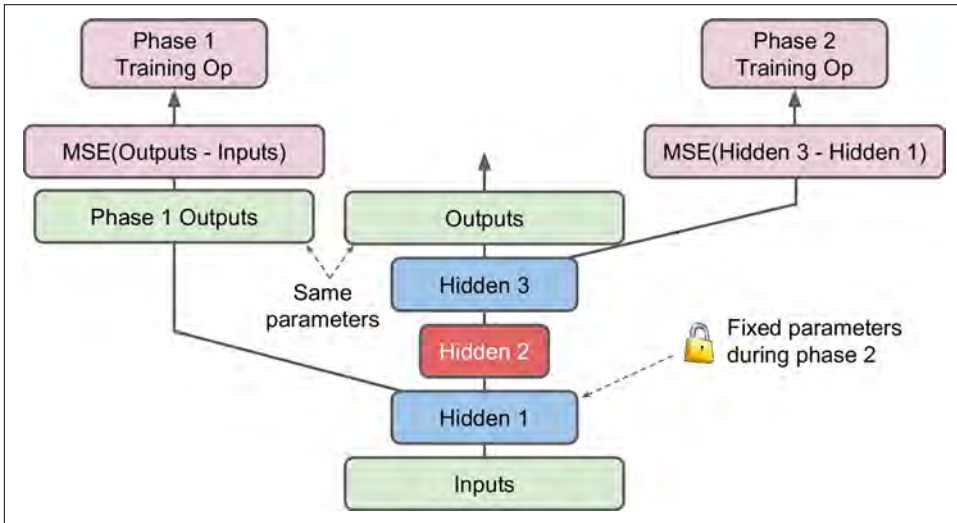 Phase 1
Training Op
Phase 2
Training Op
MSE(Outputs - Inputs)
MSE(Hidden 3 - Hidden 1)
Phase 1 Outputs
Outputs
Same
parameters
Hidden 3
Hidden 2
Fixed parameters
during phase 2
Hidden 1
Inputs